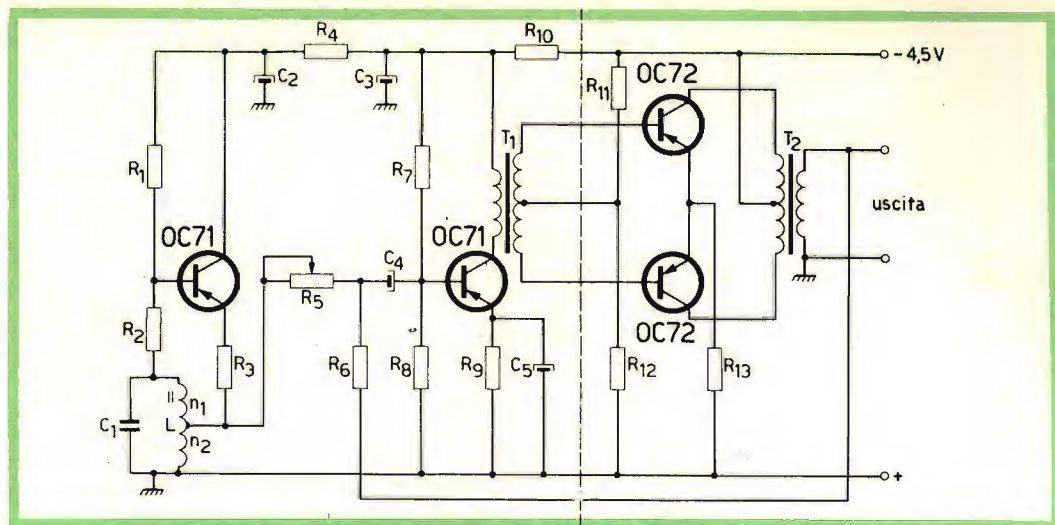 R4
R10
- 4,5V
C2
C3
R11
OC72
T1
T2
R1
R7
uscita
OC71
C4
OC71
R5
R2
OC72
R3
R6
R8
R9
C5
R12
R13
C1
n1
L
n2
+